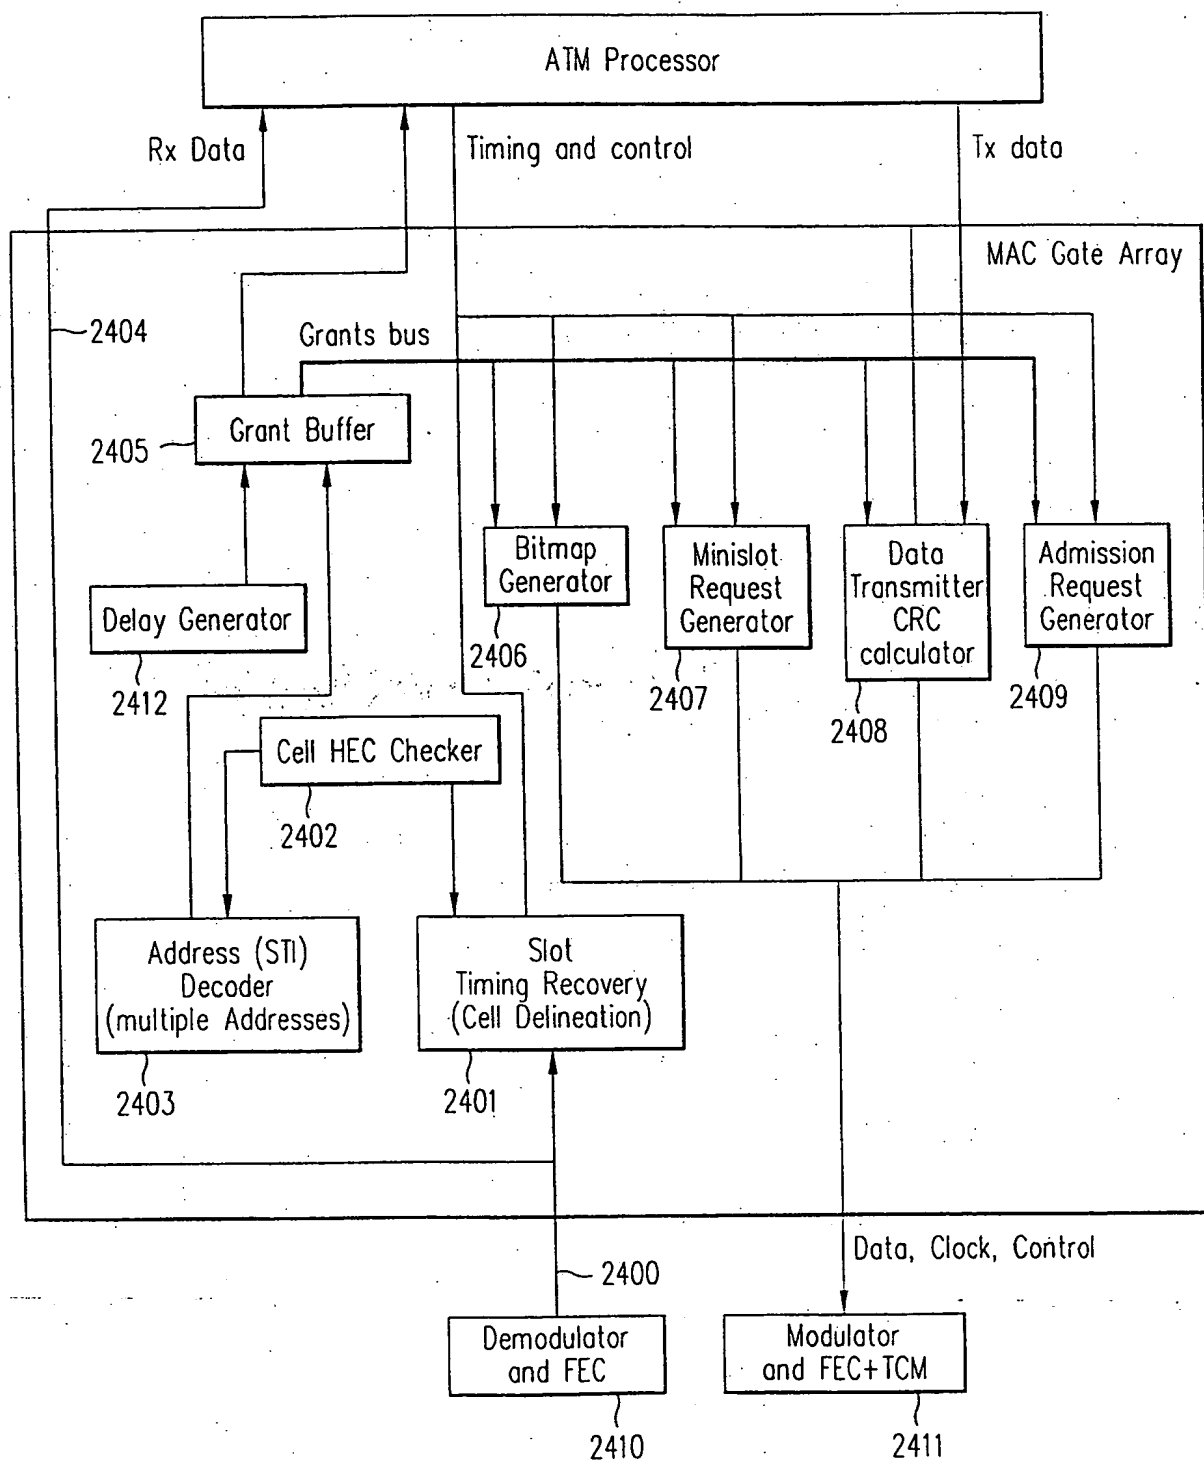 ATM Processor
Rx Data
Timing and control
Tx data
MAC Gate Array
2404
Grants bus
Grant Buffer
2405
Bitmap
Generator
2406
Minislot
Request
Generator
2407
Data
Transmitter
CRC
calculator
2408
Admission
Request
Generator
2409
Delay Generator
2412
Cell HEC Checker
2402
Address (STI)
Decoder
(multiple Addresses)
2403
Slot
Timing Recovery
(Cell Delineation)
2401
Data, Clock, Control
2400
Demodulator
and FEC
2410
Modulator
and FEC+TCM
2411